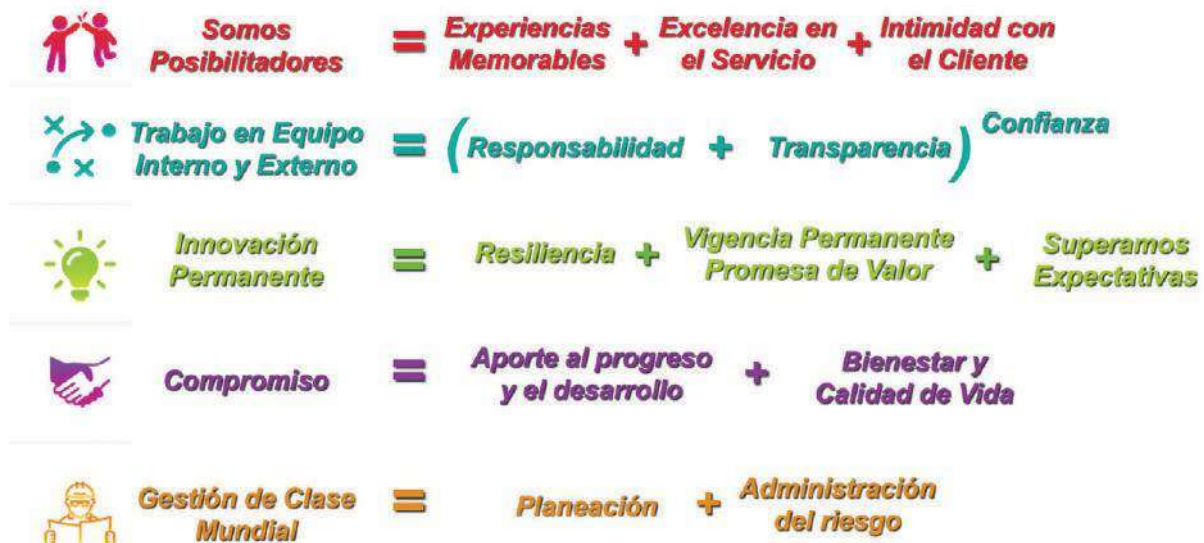 Somos Posibilitadores = Experiencias Memorables + Excelencia en el Servicio + Intimidad con el Cliente
Trabajo en Equipo Interno y Externo = (Responsabilidad + Transparencia) Confianza
Innovación Permanente = Resiliencia + Vigencia Permanente Promesa de Valor + Superamos Expectativas
Compromiso = Aporte al progreso y el desarrollo + Bienestar y Calidad de Vida
Gestión de Clase Mundial = Planeación + Administración del riesgo